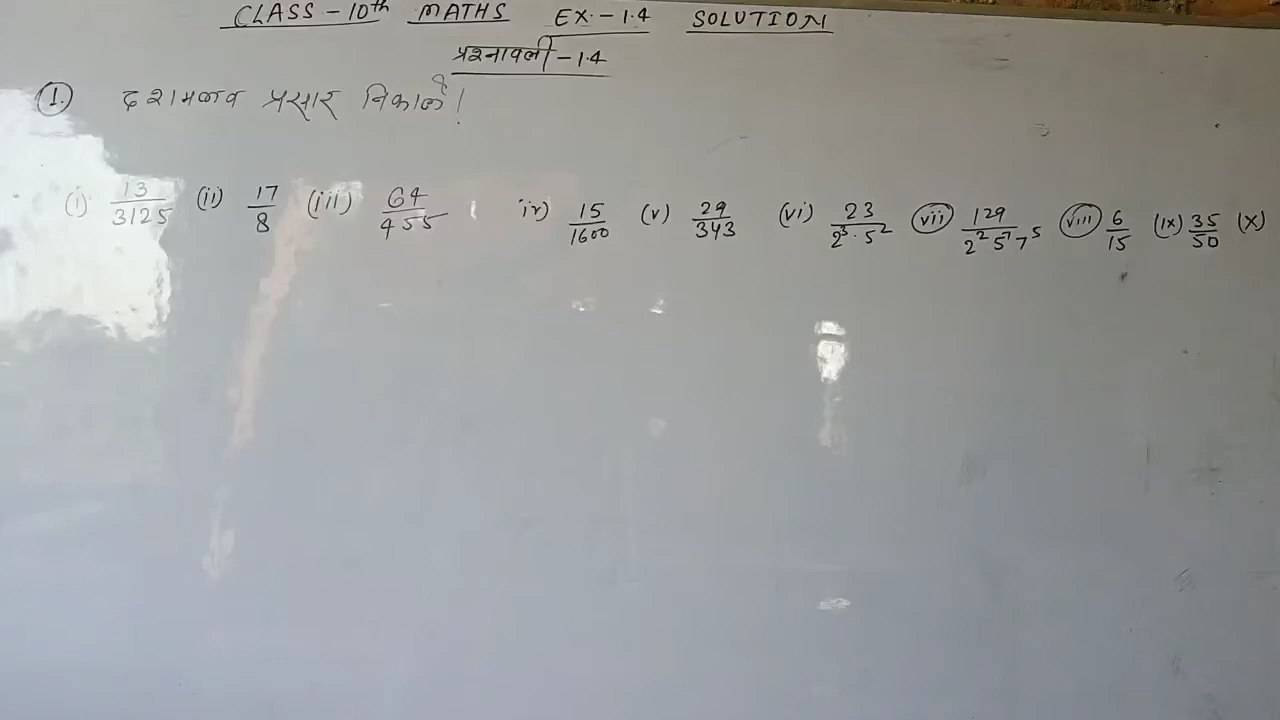 CLASS - 10th MATHS EX.- 1.4 SOLUTION
प्रश्नावली - 1.4
1. दशमलव प्रसार निकालें!
(i) 13/3125 (ii) 17/8 (iii) 64/455 iv) 15/1600 (v) 29/343 (vi) 23/2³·5² (vii) 129/2²5⁷7⁵ (viii) 6/15 (ix) 35/50 (x)